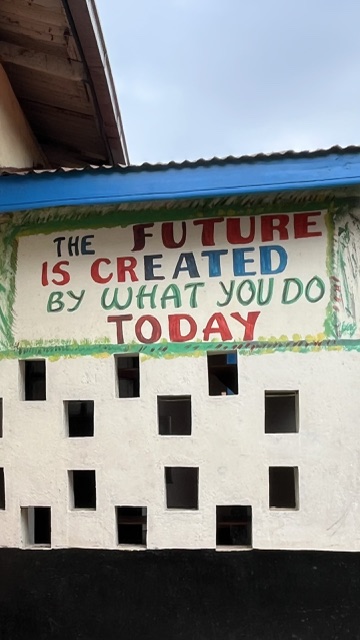 THE FUTURE
IS CREATED
BY WHAT YOU DO
TODAY